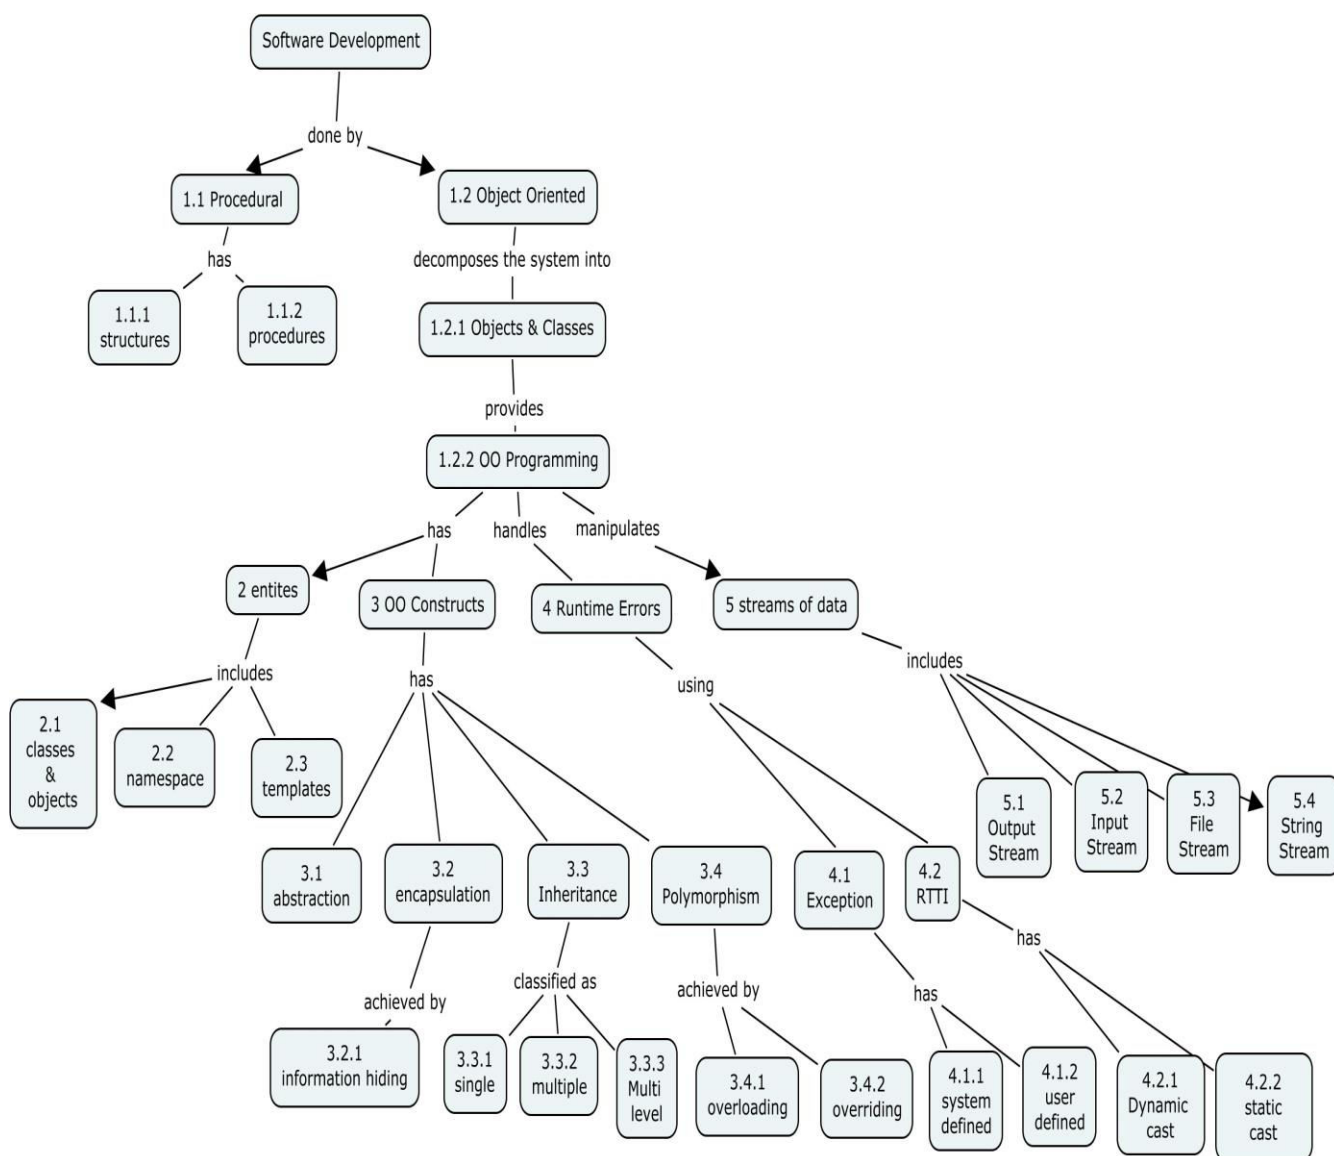 Software Development
done by
1.1 Procedural
1.2 Object Oriented
has
decomposes the system into
1.1.1
structures
1.1.2
procedures
1.2.1 Objects & Classes
provides
1.2.2 OO Programming
has
handles
manipulates
2 entites
3 OO Constructs
4 Runtime Errors
5 streams of data
includes
has
using
includes
2.1
classes
&
objects
2.2
namespace
2.3
templates
5.1
Output
Stream
5.2
Input
Stream
5.3
File
Stream
5.4
String
Stream
3.1
abstraction
3.2
encapsulation
3.3
Inheritance
3.4
Polymorphism
4.1
Exception
4.2
RTTI
achieved by
classified as
achieved by
has
has
3.2.1
information hiding
3.3.1
single
3.3.2
multiple
3.3.3
Multi
level
3.4.1
overloading
3.4.2
overriding
4.1.1
system
defined
4.1.2
user
defined
4.2.1
Dynamic
cast
4.2.2
static
cast